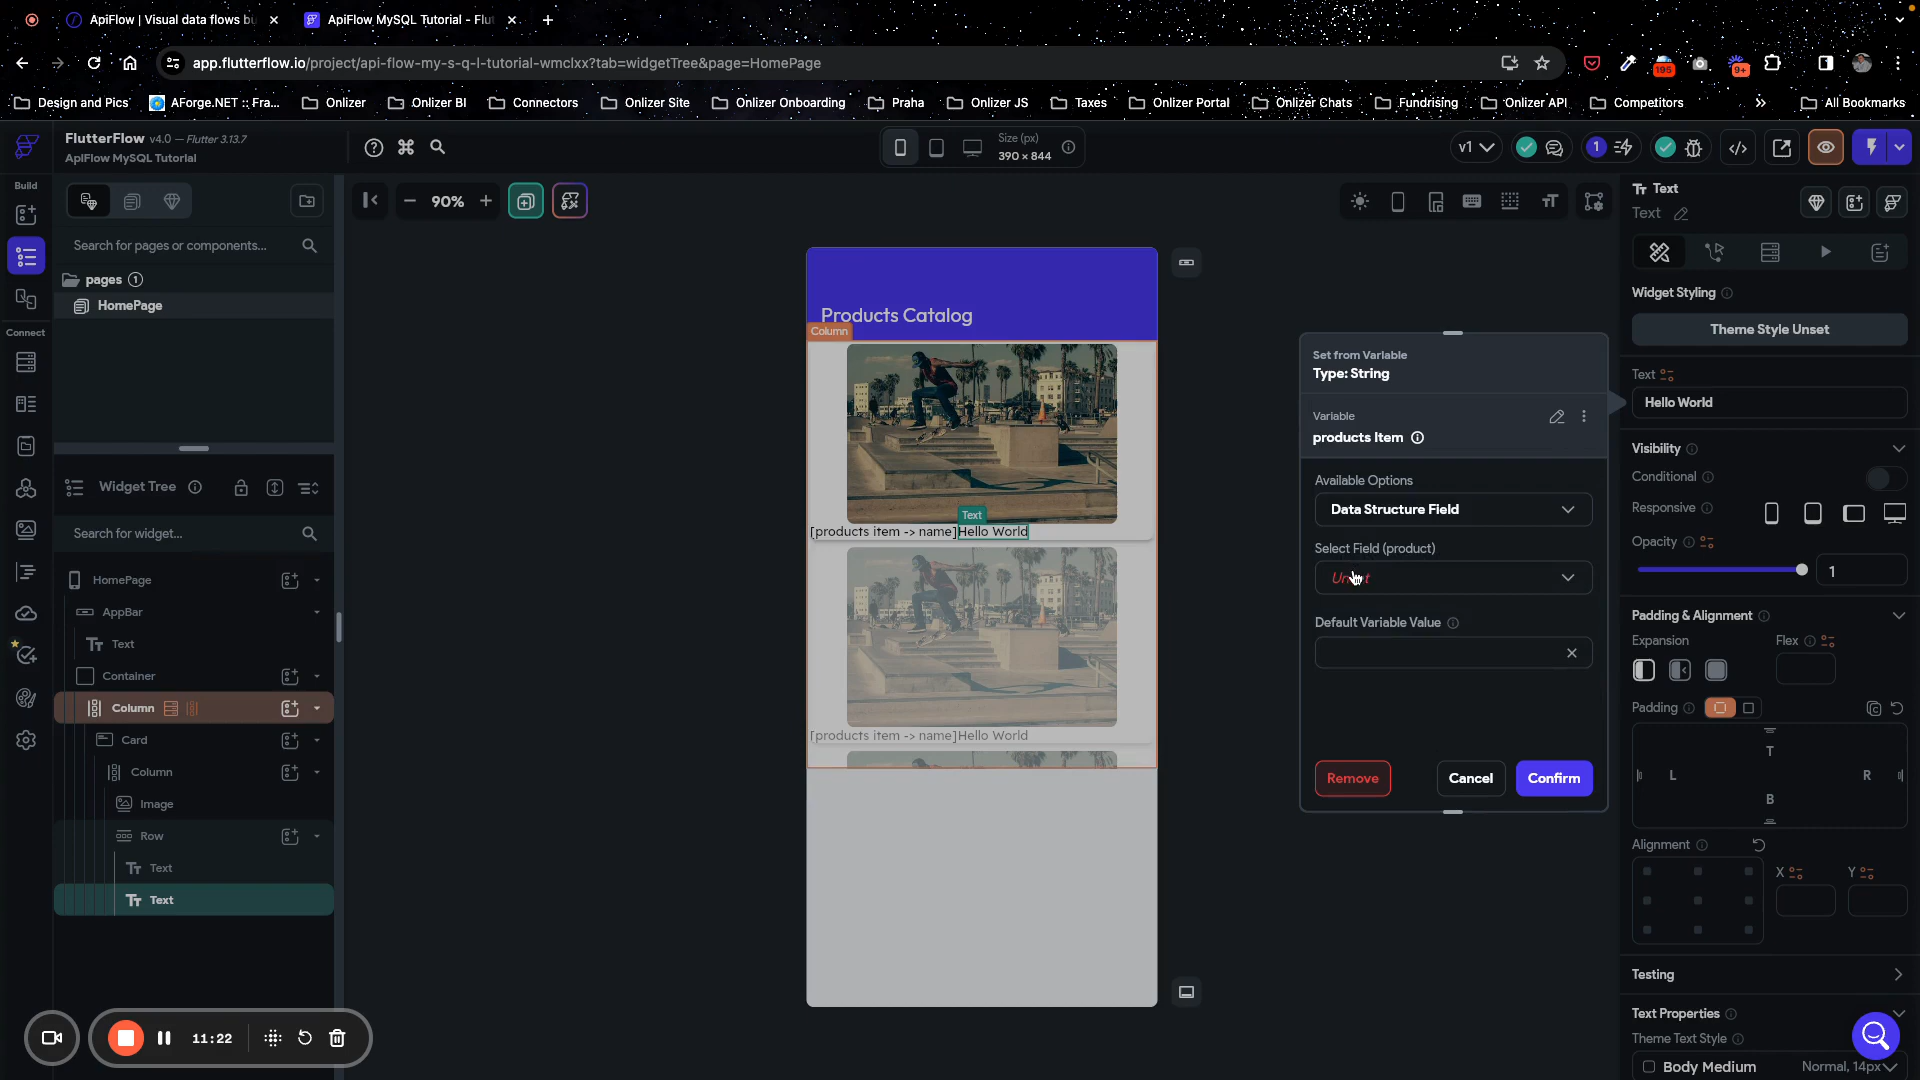 ApiFlow | Visual data flows bu
ApiFlow MySQL Tutorial - Flut
app.flutterflow.io/project/api-flow-my-s-q-l-tutorial-wmclxx?tab=widgetTree&page=HomePage
195
9+
Design and Pics
AForge.NET :: Fra...
Onlizer
Onlizer BI
Connectors
Onlizer Site
Onlizer Onboarding
Praha
Onlizer JS
Taxes
Onlizer Portal
Onlizer Chats
Fundrising
Onlizer API
Competitors
All Bookmarks
FlutterFlow v4.0 — Flutter 3.13.7
ApiFlow MySQL Tutorial
Size (px)
390 × 844
v1
1
Build
Connect
Search for pages or components...
pages 1
HomePage
90%
Widget Tree
Search for widget...
HomePage
AppBar
Text
Container
Column
Card
Column
Image
Row
Text
Text
11:22
Products Catalog
Column
Text
[products item -> name]Hello World
[products item -> name]Hello World
Set from Variable
Type: String
Variable
products Item
Available Options
Data Structure Field
Select Field (product)
Default Variable Value
Remove
Cancel
Confirm
Text
Text
Widget Styling
Theme Style Unset
Text
Hello World
Visibility
Conditional
Responsive
Opacity
1
Padding & Alignment
Expansion
Flex
Padding
T
L
R
B
Alignment
X
Y
Testing
Text Properties
Theme Text Style
Body Medium
Normal, 14px